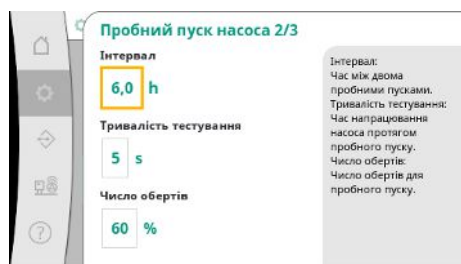 Пробний пуск насоса 2/3
Інтервал
6,0 h
Тривалість тестування
5 s
Число обертів
60 %
Інтервал:
Час між двома
пробними пусками.
Тривалість тестування:
Час напрацювання
насоса протягом
пробного пуску.
Число обертів:
Число обертів для
пробного пуску.
?